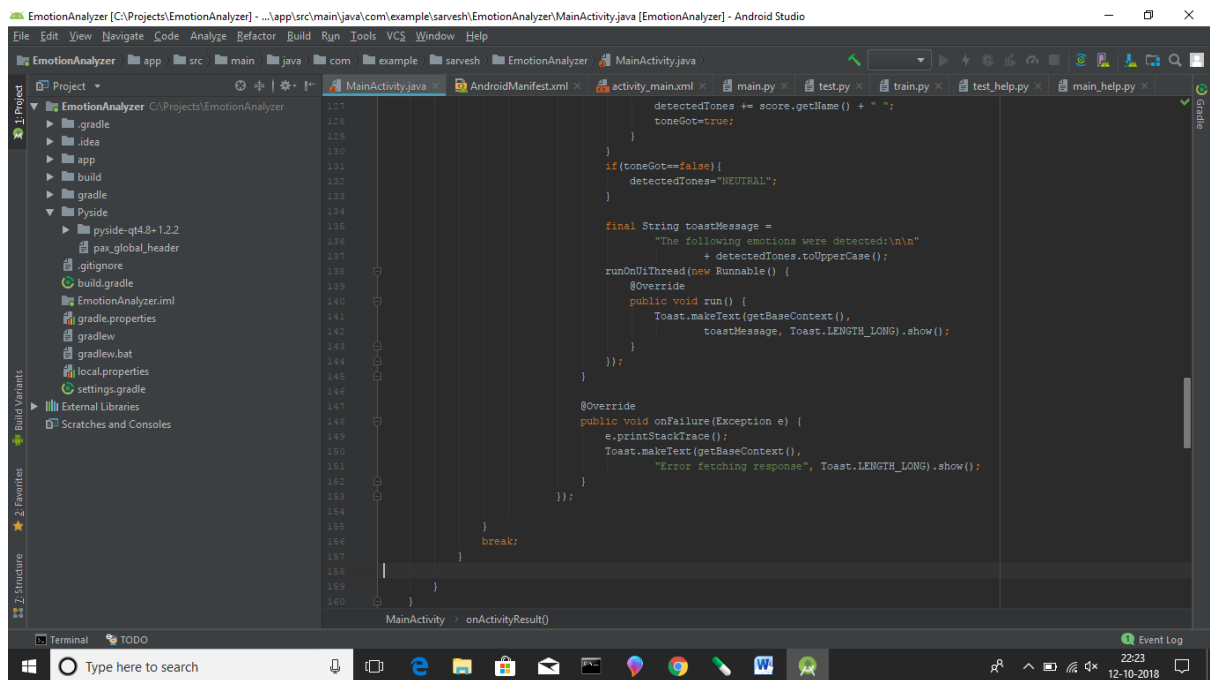 EmotionAnalyzer [C:\Projects\EmotionAnalyzer] - ...\app\src\main\java\com\example\sarvesh\EmotionAnalyzer\MainActivity.java [EmotionAnalyzer] - Android Studio
File Edit View Navigate Code Analyze Refactor Build Run Tools VCS Window Help
EmotionAnalyzer app src main java com example sarvesh EmotionAnalyzer MainActivity.java
Project
MainActivity.java AndroidManifest.xml activity_main.xml main.py test.py train.py test_help.py main_help.py
1: Project
Gradle
EmotionAnalyzer C:\Projects\EmotionAnalyzer
.gradle
.idea
app
build
gradle
Pyside
pyside-qt4.8+1.2.2
pax_global_header
.gitignore
build.gradle
EmotionAnalyzer.iml
gradle.properties
gradlew
gradlew.bat
local.properties
settings.gradle
External Libraries
Scratches and Consoles
Build Variants
2: Favorites
Z: Structure
127 detectedTones += score.getName() + " ";
128 toneGot=true;
129 }
130 }
131 if(toneGot==false){
132 detectedTones="NEUTRAL";
133 }
134
135 final String toastMessage =
136 "The following emotions were detected:\n\n"
137 + detectedTones.toUpperCase();
138 runOnUiThread(new Runnable() {
139 @Override
140 public void run() {
141 Toast.makeText(getBaseContext(),
142 toastMessage, Toast.LENGTH_LONG).show();
143 }
144 });
145 }
146
147 @Override
148 public void onFailure(Exception e) {
149 e.printStackTrace();
150 Toast.makeText(getBaseContext(),
151 "Error fetching response", Toast.LENGTH_LONG).show();
152 }
153 });
154
155 }
156 break;
157 }
158
159 }
160 }
MainActivity > onActivityResult()
Terminal TODO
1 Event Log
Type here to search
22:23
12-10-2018